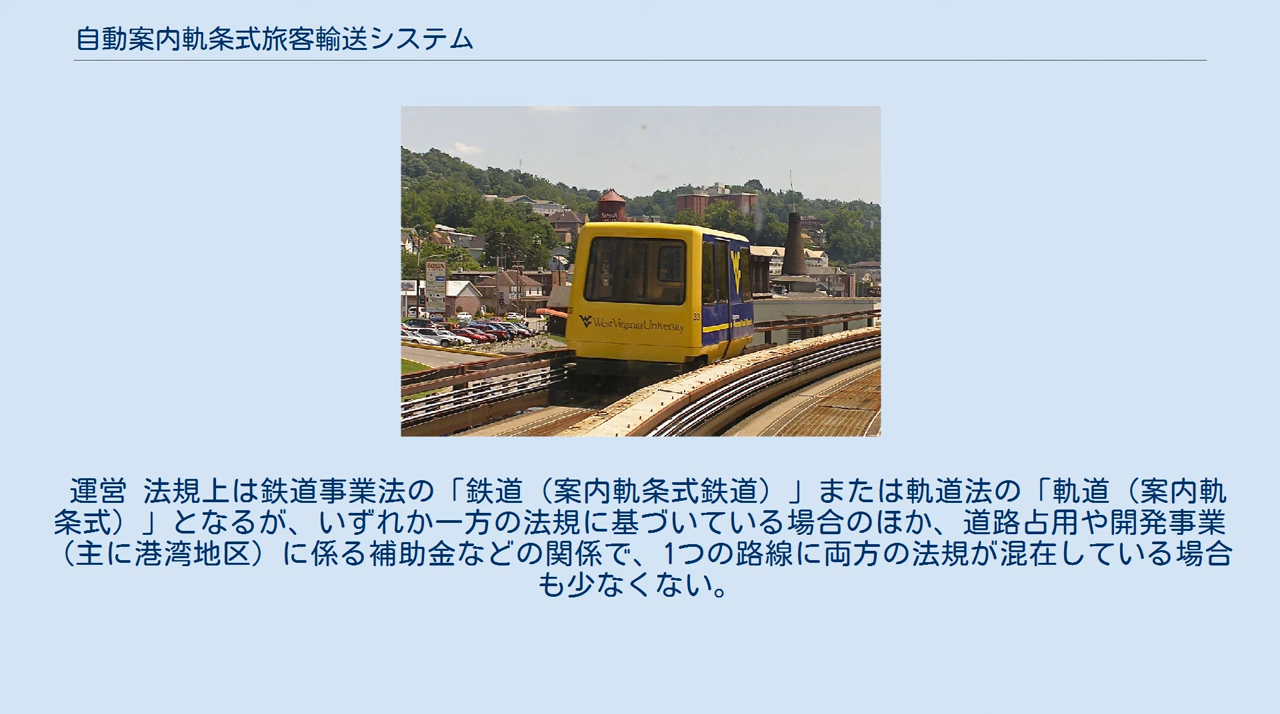 自動案内軌条式旅客輸送システム
West Virginia University
33
運営 法規上は鉄道事業法の「鉄道（案内軌条式鉄道）」または軌道法の「軌道（案内軌
条式）」となるが、いずれか一方の法規に基づいている場合のほか、道路占用や開発事業
（主に港湾地区）に係る補助金などの関係で、1つの路線に両方の法規が混在している場合
も少なくない。